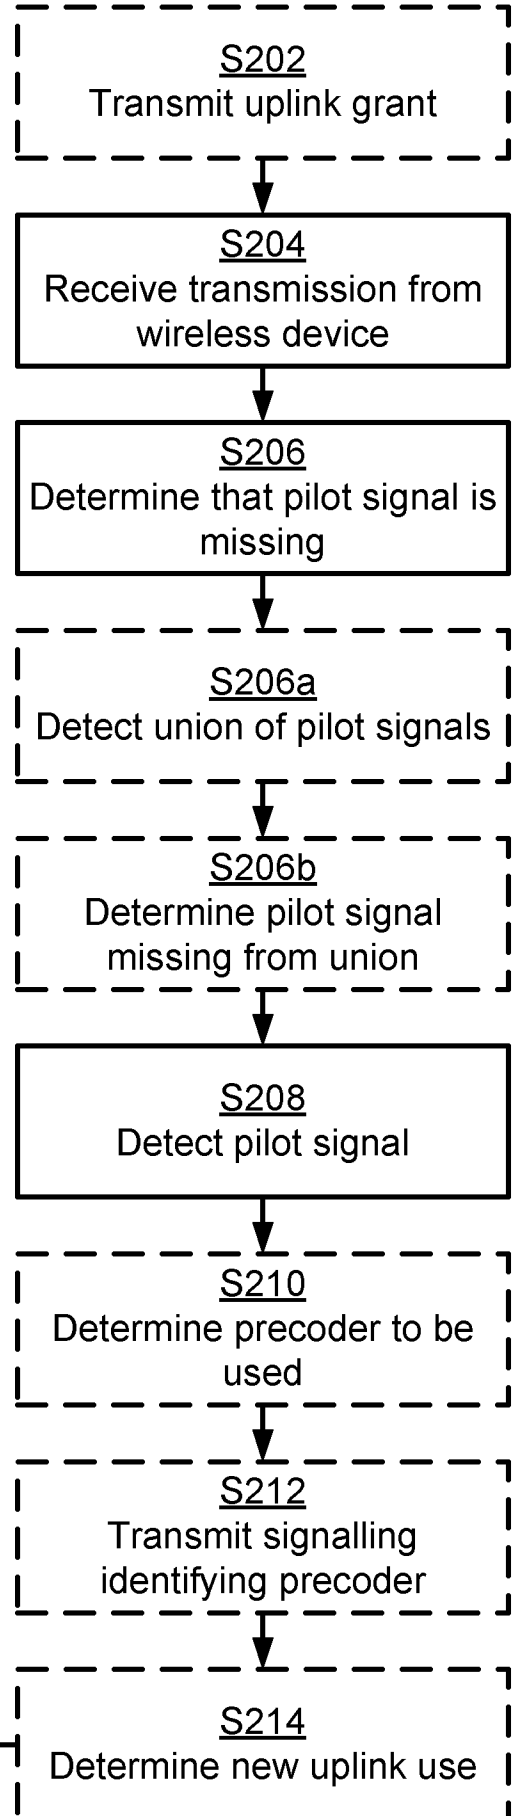 S202
Transmit uplink grant
S204
Receive transmission from
wireless device
S206
Determine that pilot signal is
missing
S206a
Detect union of pilot signals
S206b
Determine pilot signal
missing from union
S208
Detect pilot signal
S210
Determine precoder to be
used
S212
Transmit signalling
identifying precoder
S214
Determine new uplink use